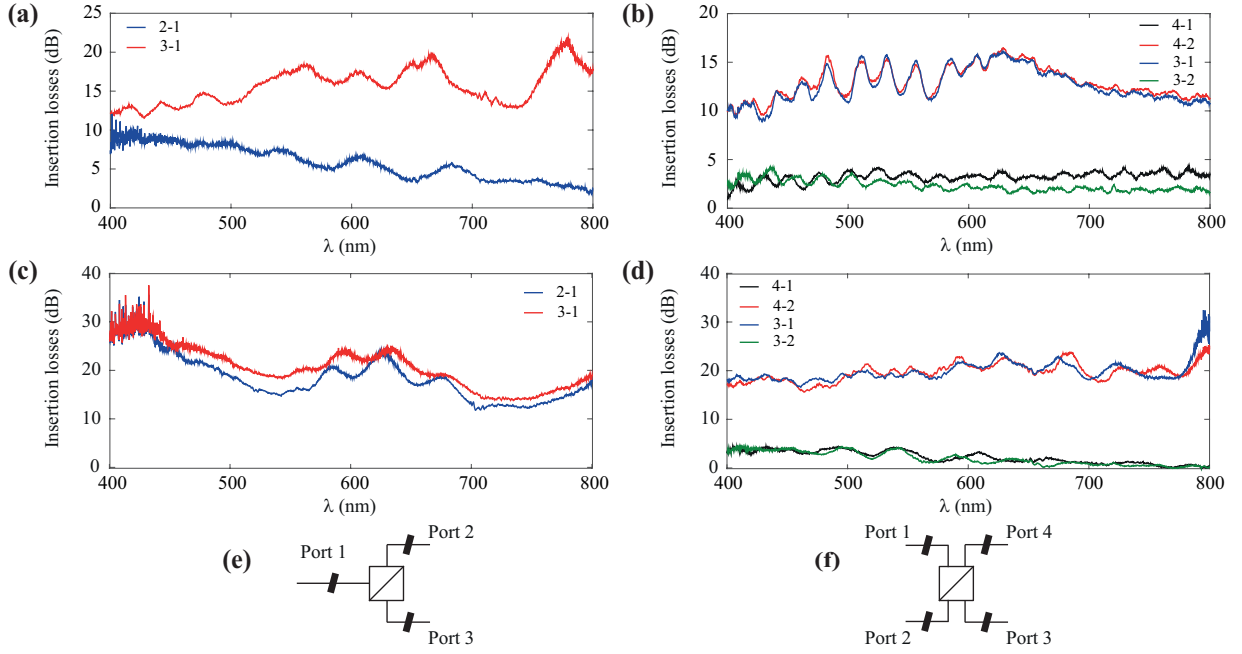 (a)
25
20
15
10
5
0
400
500
600
700
800
Insertion losses (dB)
λ (nm)
2-1
3-1
(b)
20
15
10
5
0
400
500
600
700
800
Insertion losses (dB)
λ (nm)
4-1
4-2
3-1
3-2
(c)
40
30
20
10
0
400
500
600
700
800
Insertion losses (dB)
λ (nm)
2-1
3-1
(d)
40
30
20
10
0
400
500
600
700
800
Insertion losses (dB)
λ (nm)
4-1
4-2
3-1
3-2
(e)
Port 1
Port 2
Port 3
(f)
Port 1
Port 4
Port 2
Port 3